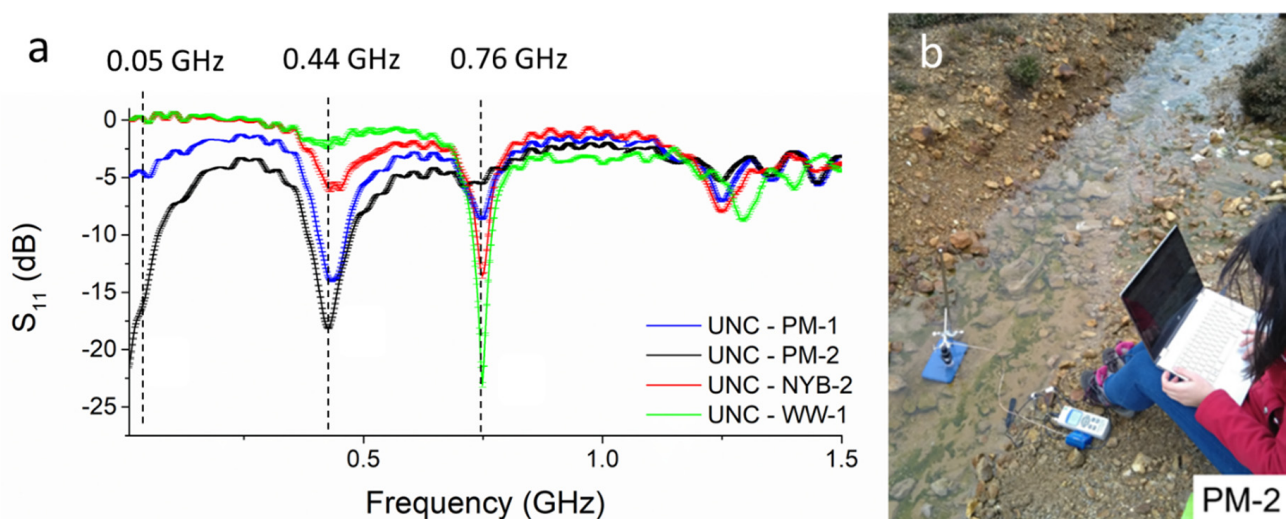 a
0.05 GHz 0.44 GHz 0.76 GHz
0
-5
-10
-15
-20
-25
S11 (dB)
UNC - PM-1
UNC - PM-2
UNC - NYB-2
UNC - WW-1
0.5 1.0 1.5
Frequency (GHz)
b
PM-2